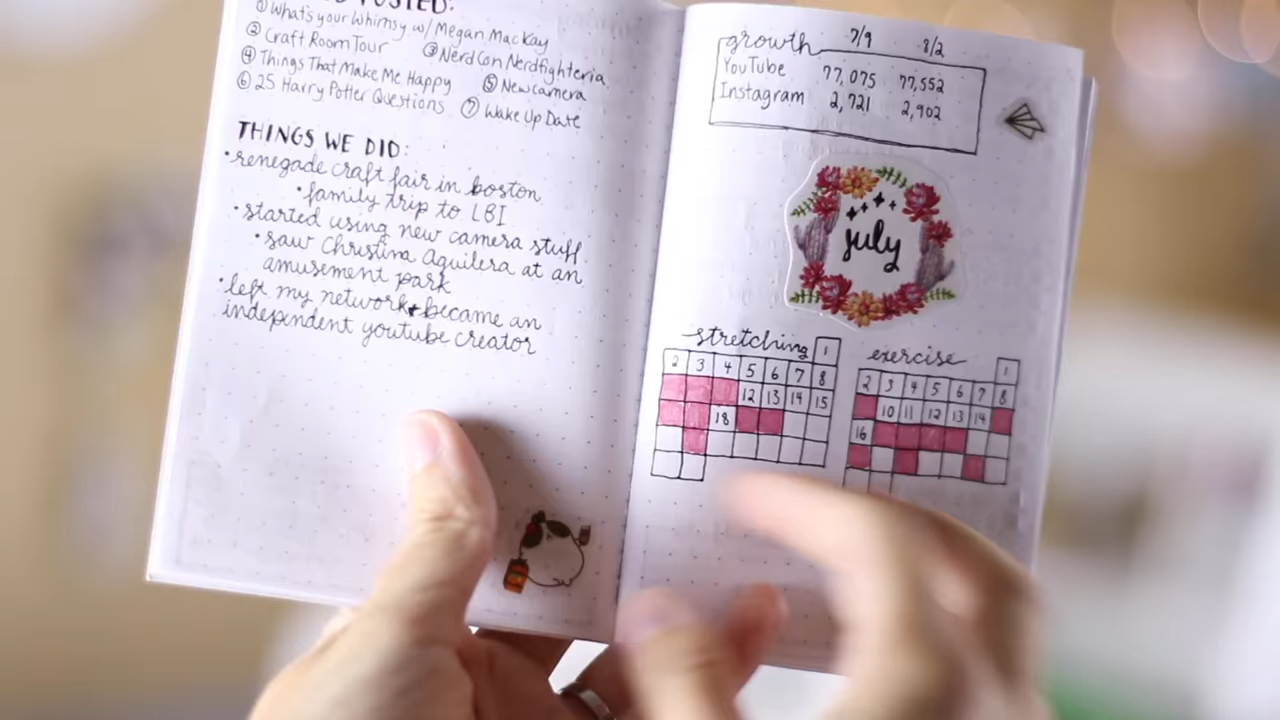 POSTED:
① What's your Whimsy w/ Megan MacKay
② Craft Room Tour ③ NerdCon Nerdfighteria
④ Things That Make Me Happy ⑤ New camera
⑥ 25 Harry Potter Questions ⑦ Wake Up Date
THINGS WE DID:
• renegade craft fair in boston
• family trip to LBI
• started using new camera stuff
• saw Christina Aguilera at an
amusement park
• left my network + became an
independent youtube creator
growth 7/9 8/2
YouTube 77,075 77,552
Instagram 2,721 2,902
july
stretching 1
2 3 4 5 6 7 8
12 13 14 15
18
exercise 1
2 3 4 5 6 7 8
10 11 12 13 14
16